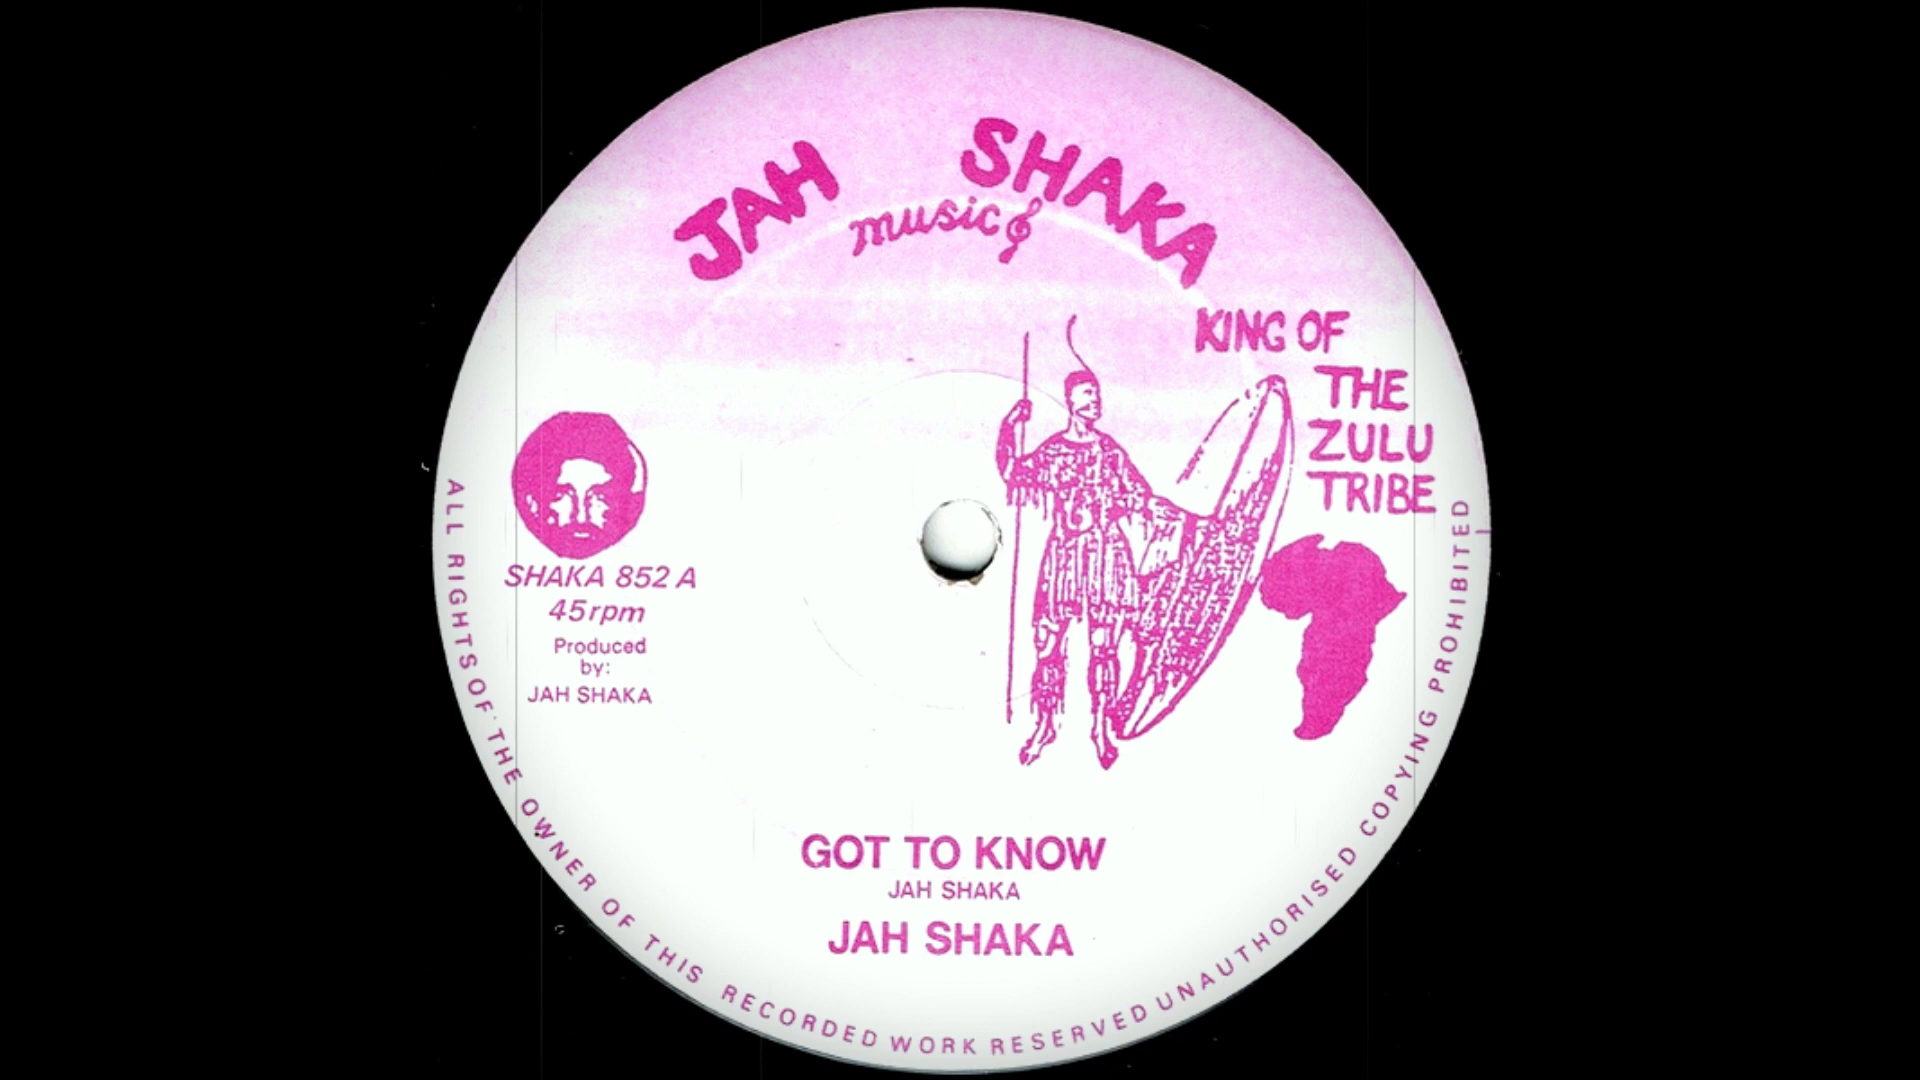 JAH SHAKA
music
KING OF
THE
ZULU
TRIBE
SHAKA 852 A
45rpm
Produced
by:
JAH SHAKA
GOT TO KNOW
JAH SHAKA
JAH SHAKA
ALL RIGHTS OF THE OWNER OF THIS RECORDED WORK RESERVED UNAUTHORISED COPYING PROHIBITED